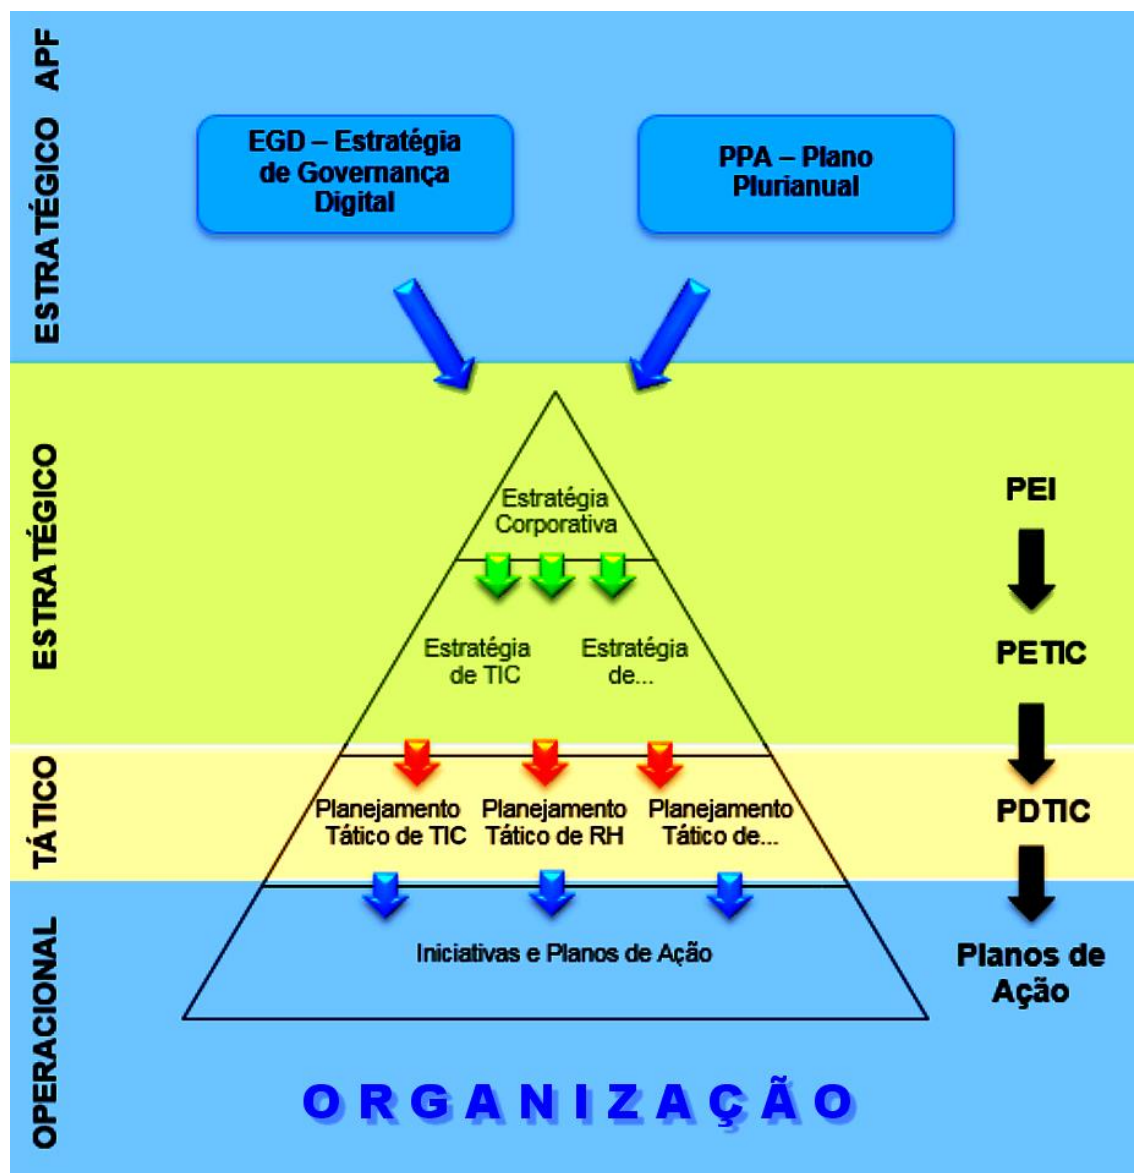 ESTRATÉGICO APF
EGD – Estratégia
de Governança
Digital
PPA – Plano
Plurianual
ESTRATÉGICO
Estratégia
Corporativa
PEI
Estratégia
de TIC
Estratégia
de...
PETIC
TÁTICO
Planejamento
Tático de TIC
Planejamento
Tático de RH
Planejamento
Tático de...
PDTIC
OPERACIONAL
Iniciativas e Planos de Ação
Planos de
Ação
ORGANIZAÇÃO